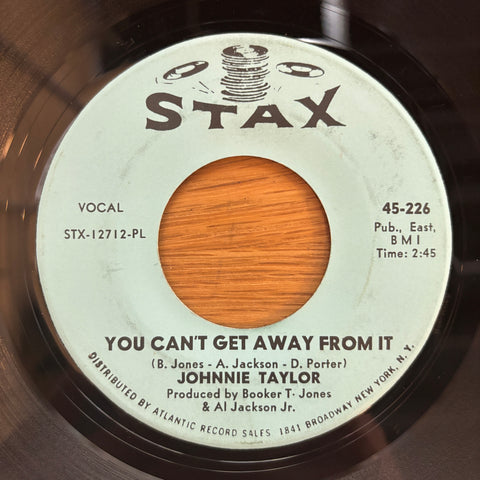 STAX
VOCAL
45-226
STX-12712-PL
Pub., East,
BMI
Time: 2:45
YOU CAN'T GET AWAY FROM IT
(B. Jones - A. Jackson - D. Porter)
JOHNNIE TAYLOR
Produced by Booker T. Jones
& Al Jackson Jr.
DISTRIBUTED BY ATLANTIC RECORD SALES 1841 BROADWAY NEW YORK, N. Y.